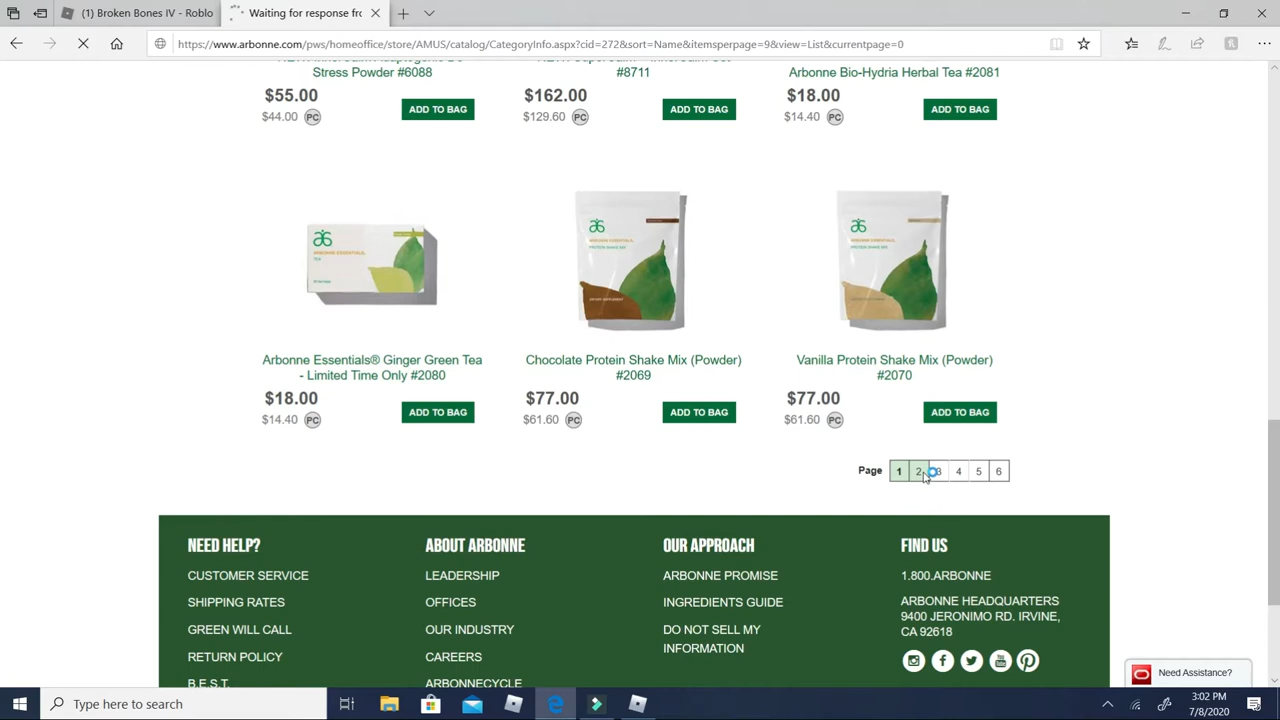 (1) Broken Bones IV - Roblo
Waiting for response fr
https://www.arbonne.com/pws/homeoffice/store/AMUS/catalog/CategoryInfo.aspx?cid=272&sort=Name&itemsperpage=9&view=List&currentpage=0
Stress Powder #6088
#8711
Arbonne Bio-Hydria Herbal Tea #2081
$55.00
$44.00 PC
ADD TO BAG
$162.00
$129.60 PC
ADD TO BAG
$18.00
$14.40 PC
ADD TO BAG
Arbonne Essentials® Ginger Green Tea
- Limited Time Only #2080
$18.00
$14.40 PC
ADD TO BAG
Chocolate Protein Shake Mix (Powder)
#2069
$77.00
$61.60 PC
ADD TO BAG
Vanilla Protein Shake Mix (Powder)
#2070
$77.00
$61.60 PC
ADD TO BAG
Page 1 2 3 4 5 6
NEED HELP?
CUSTOMER SERVICE
SHIPPING RATES
GREEN WILL CALL
RETURN POLICY
B.E.S.T.
ABOUT ARBONNE
LEADERSHIP
OFFICES
OUR INDUSTRY
CAREERS
ARBONNECYCLE
OUR APPROACH
ARBONNE PROMISE
INGREDIENTS GUIDE
DO NOT SELL MY
INFORMATION
FIND US
1.800.ARBONNE
ARBONNE HEADQUARTERS
9400 JERONIMO RD. IRVINE,
CA 92618
Need Assistance?
Type here to search
3:02 PM
7/8/2020